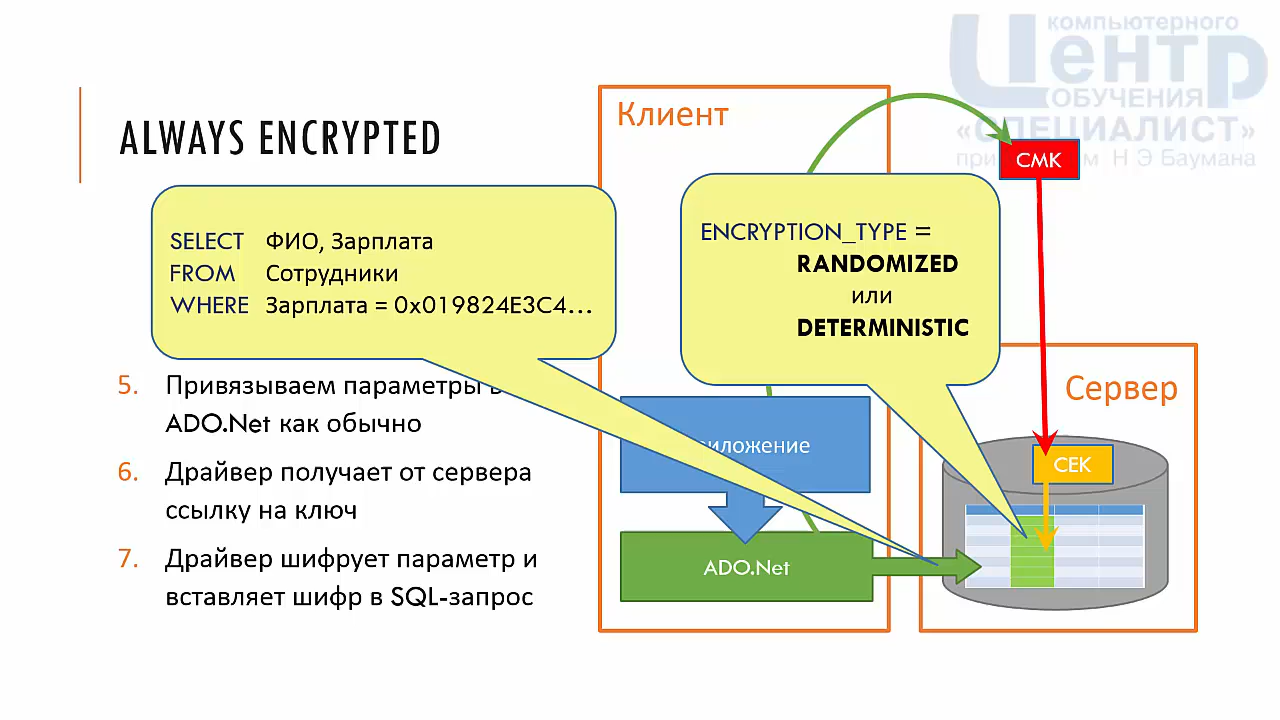 компьютерного
Центр
ОБУЧЕНИЯ
«СПЕЦИАЛИСТ»
Н Э Баумана
ALWAYS ENCRYPTED
Клиент
CMK
SELECT ФИО, Зарплата
FROM Сотрудники
WHERE Зарплата = 0x019824E3C4...
ENCRYPTION_TYPE =
RANDOMIZED
или
DETERMINISTIC
Сервер
CEK
5. Привязываем параметры
ADO.Net как обычно
6. Драйвер получает от сервера
ссылку на ключ
7. Драйвер шифрует параметр и
вставляет шифр в SQL-запрос
иложение
ADO.Net